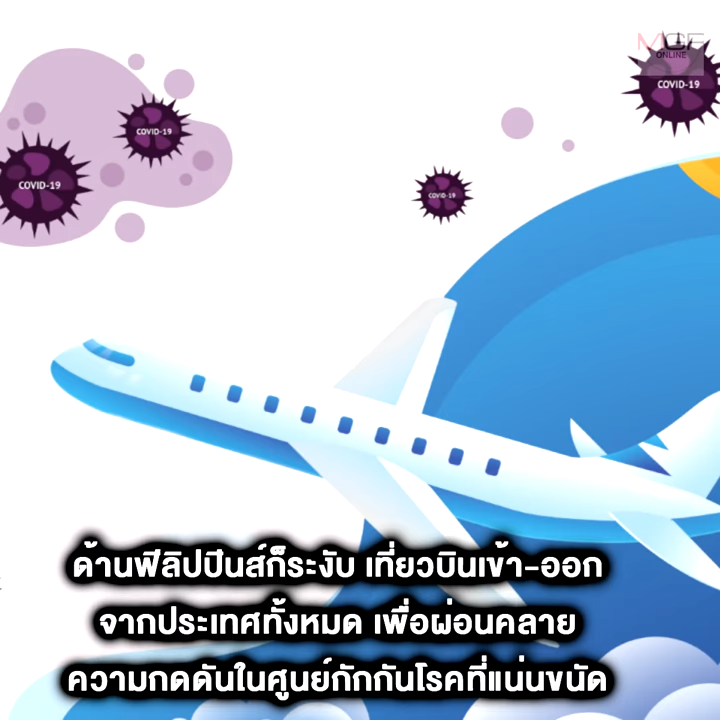 MGR
ONLINE
COVID-19
COVID-19
COVID-19
COVID-19
ด้านฟิลิปปินส์ก็ระงับ เที่ยวบินเข้า-ออก
จากประเทศทั้งหมด เพื่อผ่อนคลาย
ความกดดันในศูนย์กักกันโรคที่แน่นขนัด